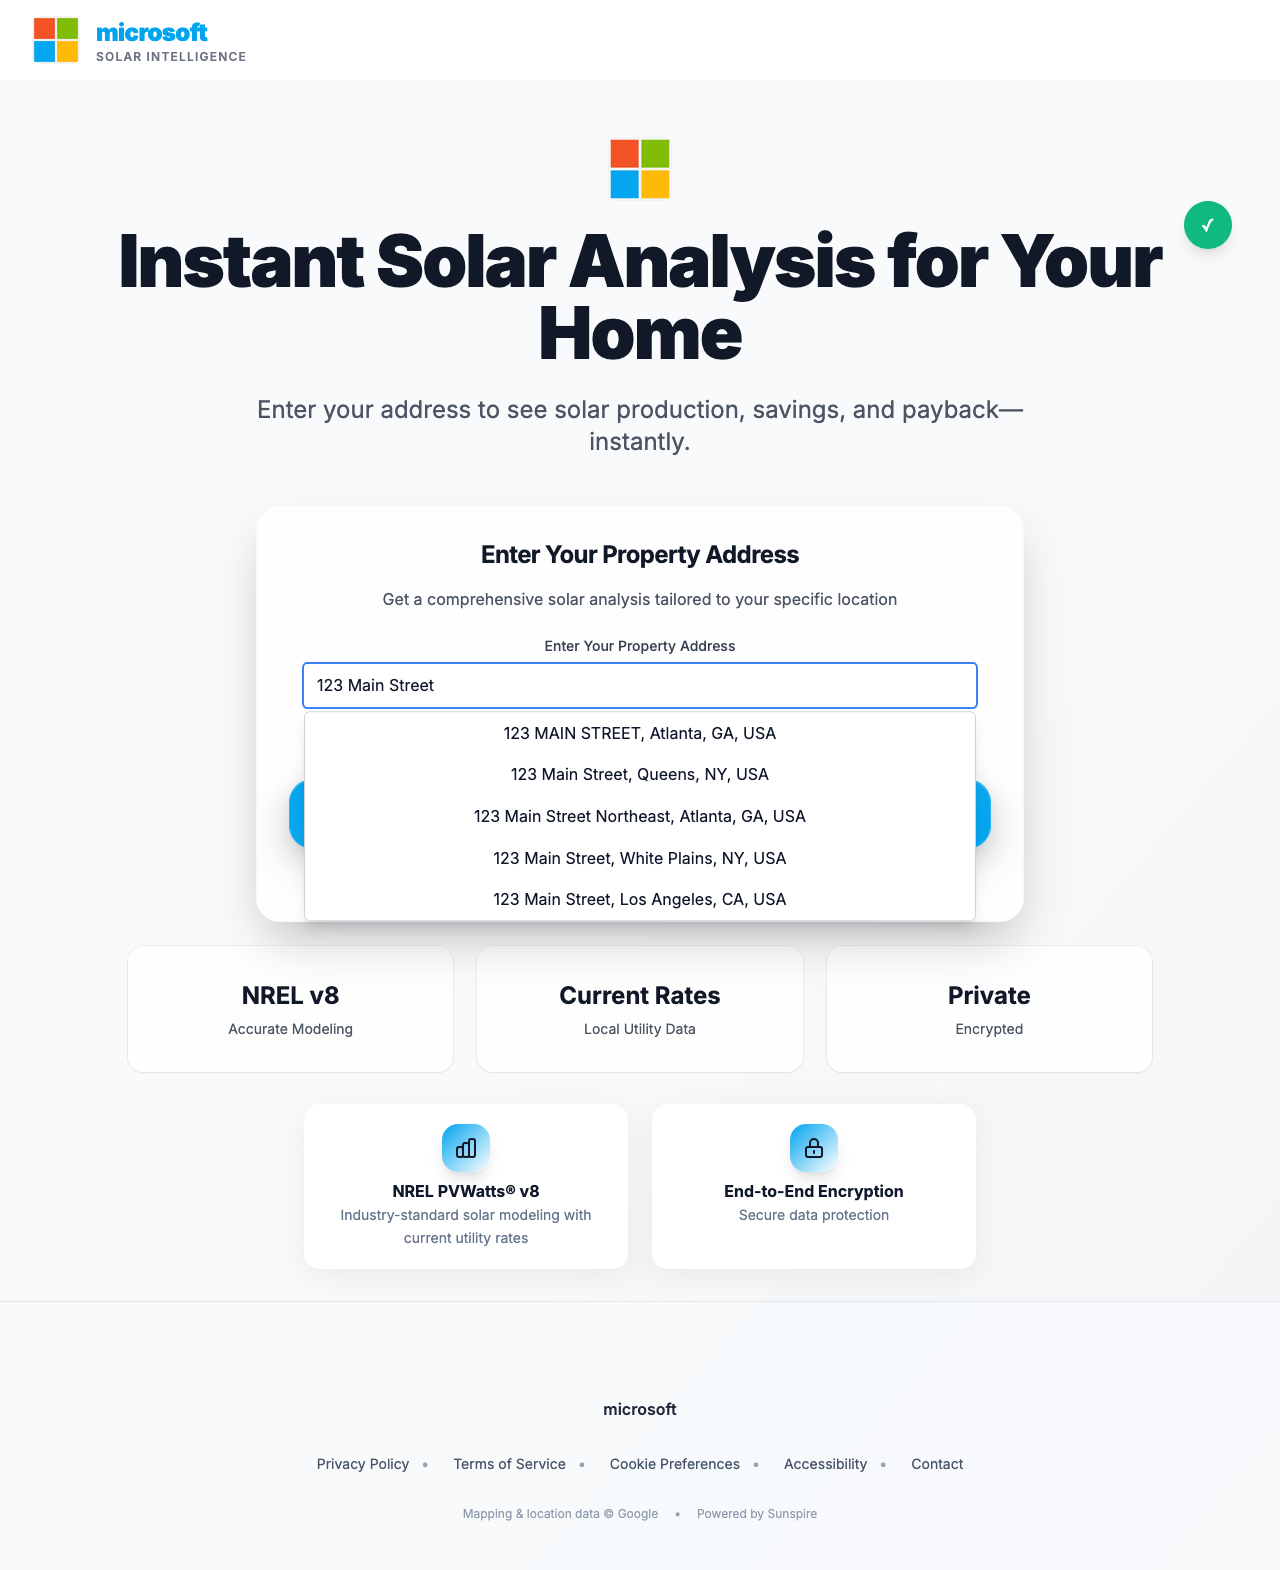 microsoft
SOLAR INTELLIGENCE
Instant Solar Analysis for Your
Home
Enter your address to see solar production, savings, and payback—
instantly.
Enter Your Property Address
Get a comprehensive solar analysis tailored to your specific location
Enter Your Property Address
123 Main Street
123 MAIN STREET, Atlanta, GA, USA
123 Main Street, Queens, NY, USA
123 Main Street Northeast, Atlanta, GA, USA
123 Main Street, White Plains, NY, USA
123 Main Street, Los Angeles, CA, USA
NREL v8
Accurate Modeling
Current Rates
Local Utility Data
Private
Encrypted
NREL PVWatts® v8
Industry-standard solar modeling with
current utility rates
End-to-End Encryption
Secure data protection
microsoft
Privacy Policy • Terms of Service • Cookie Preferences • Accessibility • Contact
Mapping & location data © Google • Powered by Sunspire